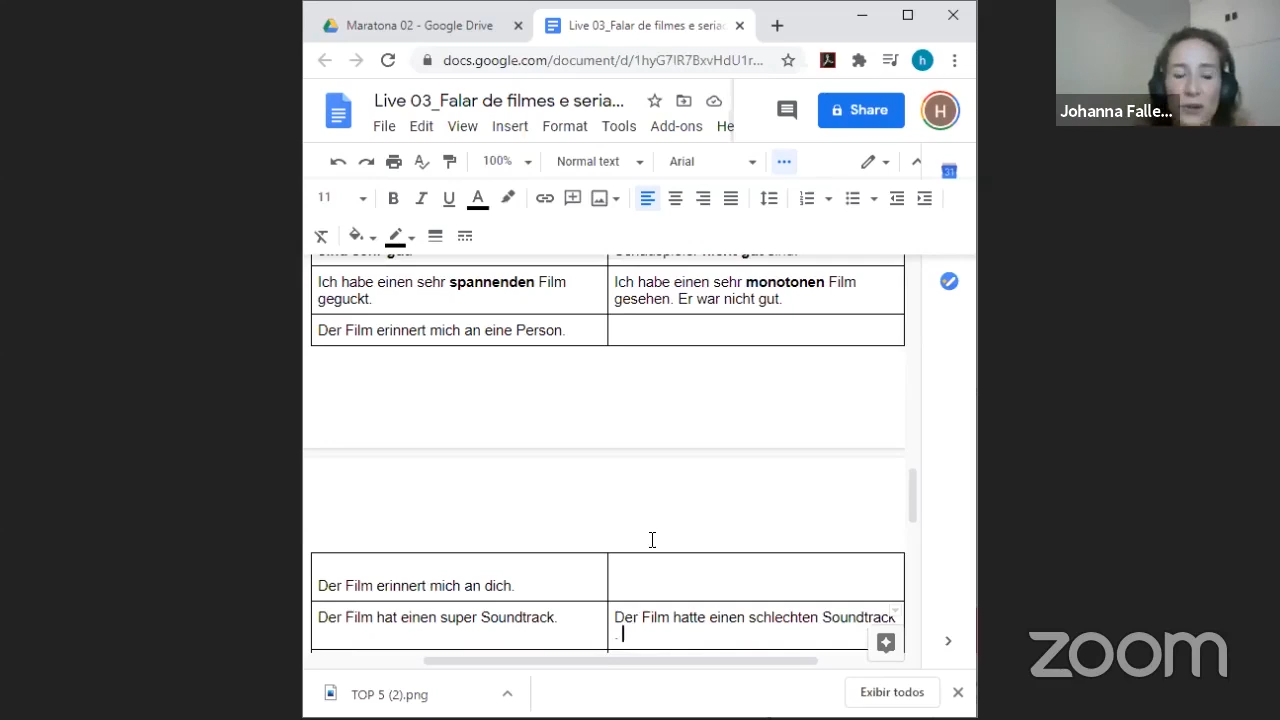 Maratona 02 - Google Drive
Live 03_Falar de filmes e seriad
docs.google.com/document/d/1hyG7IR7BxvHdU1r...
Live 03_Falar de filmes e seria...
File Edit View Insert Format Tools Add-ons He
Share
H
100% Normal text Arial
11
31
Ich habe einen sehr spannenden Film
geguckt.
Ich habe einen sehr monotonen Film
gesehen. Er war nicht gut.
Der Film erinnert mich an eine Person.
Der Film erinnert mich an dich.
Der Film hat einen super Soundtrack.
Der Film hatte einen schlechten Soundtrack
.
TOP 5 (2).png
Exibir todos
Johanna Falle...
zoom